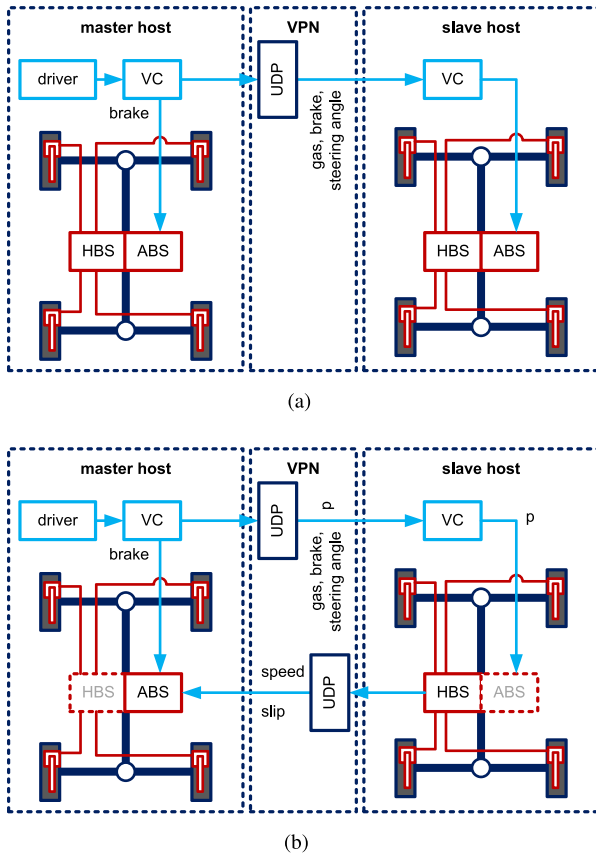 master host
VPN
slave host
driver
VC
UDP
VC
brake
gas, brake,
steering angle
HBS
ABS
HBS
ABS
(a)
master host
VPN
slave host
driver
VC
UDP
p
VC
p
brake
gas, brake,
steering angle
HBS
ABS
speed
slip
UDP
HBS
ABS
(b)